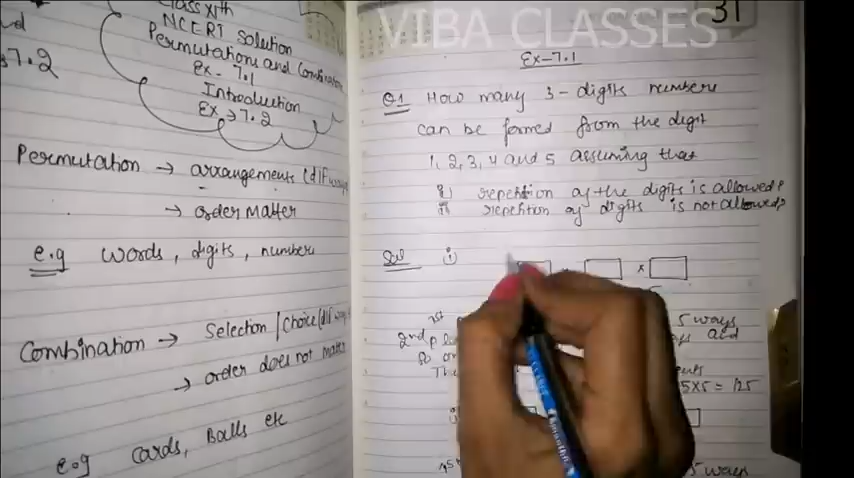 Class XIth
NCERT Solution
Permutations and Combination
Ex - 7.1
Introduction
Ex → 7.2
7.2
Permutation → arrangements
→ order Matter
e.g words, digits, numbers
Combination → Selection / Choice
→ order does not matter
e.g Cards, Balls etc
VIBA CLASSES
31
Ex-7.1
Q1 How many 3-digits numbers
can be formed from the digit
1, 2, 3, 4 and 5 assuming that
i) repetition of the digits is allowed?
ii) repetition of digits is not allowed?
Sol (i)
x
1st 5 ways
2nd
5x5 = 125
5 ways